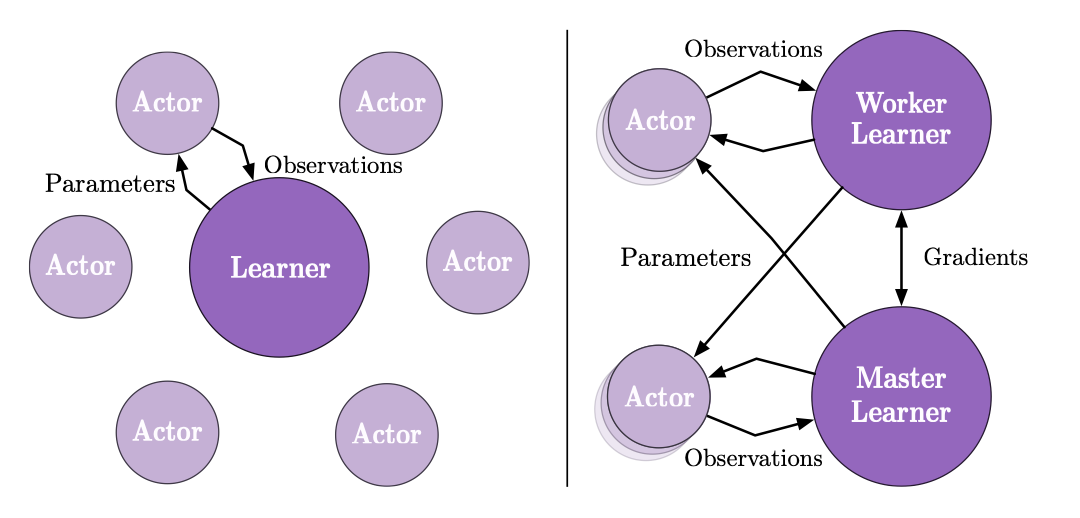 Actor
Actor
Observations
Parameters
Actor
Learner
Actor
Actor
Actor
Observations
Actor
Worker
Learner
Parameters
Gradients
Actor
Master
Learner
Observations